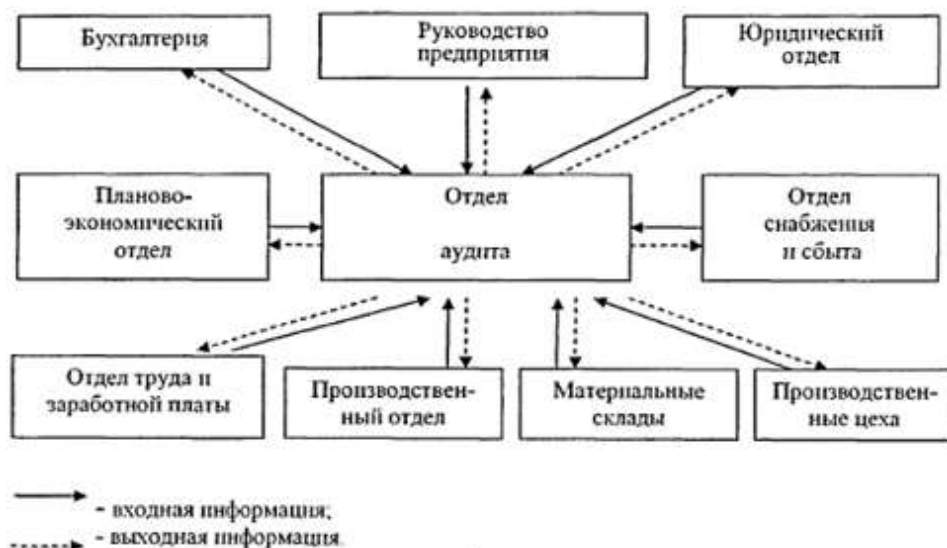 Бухгалтерия
Руководство
предприятия
Юридический
отдел
Планово-
экономический
отдел
Отдел
аудита
Отдел
снабжения
и сбыта
Отдел труда и
заработной платы
Производствен-
ный отдел
Материальные
склады
Производствен-
ные цеха
- входная информация;
- выходная информация.